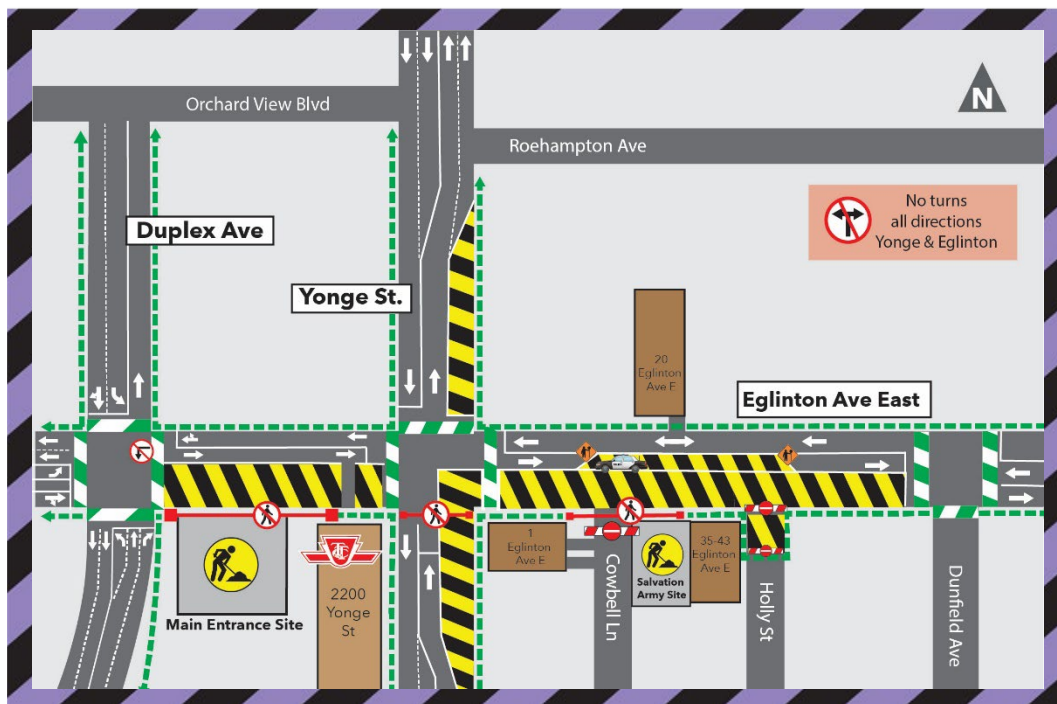 Orchard View Blvd
N
Roehampton Ave
No turns
all directions
Yonge & Eglinton
Duplex Ave
Yonge St.
20
Eglinton
Ave E
Eglinton Ave East
1
Eglinton
Ave E
Cowbell Ln
Salvation
Army Site
35-43
Eglinton
Ave E
Holly St
Dunfield Ave
Main Entrance Site
TTC
2200
Yonge
St